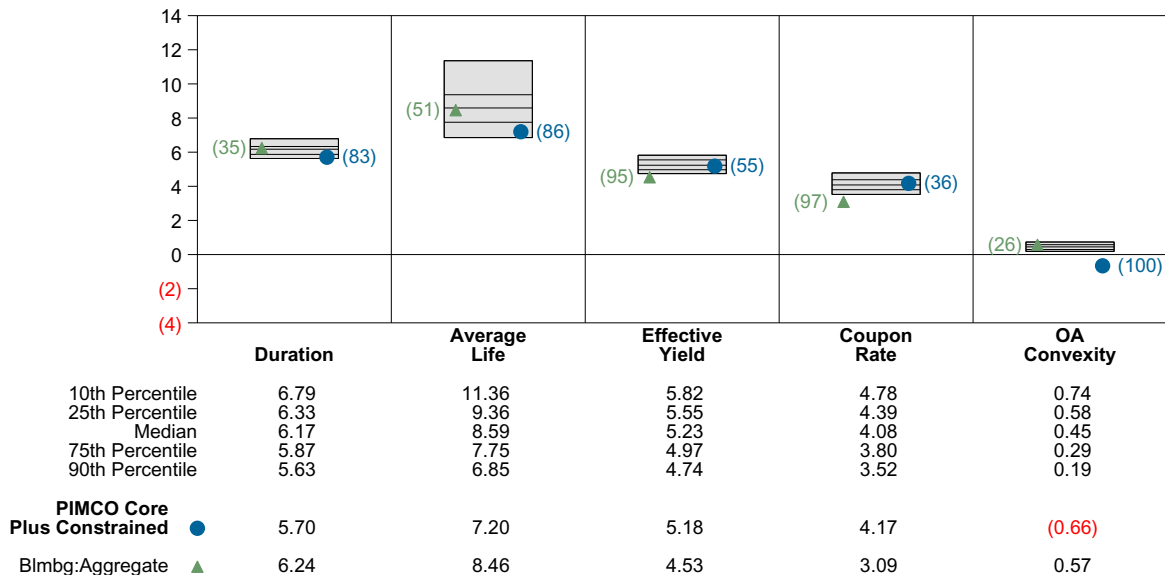 14
12
10
8
6
4
2
0
(2)
(4)
(35)
(83)
(51)
(86)
(95)
(55)
(97)
(36)
(26)
(100)
Duration Average Life Effective Yield Coupon Rate OA Convexity
10th Percentile 6.79 11.36 5.82 4.78 0.74
25th Percentile 6.33 9.36 5.55 4.39 0.58
Median 6.17 8.59 5.23 4.08 0.45
75th Percentile 5.87 7.75 4.97 3.80 0.29
90th Percentile 5.63 6.85 4.74 3.52 0.19
PIMCO Core
Plus Constrained 5.70 7.20 5.18 4.17 (0.66)
Blmbg:Aggregate 6.24 8.46 4.53 3.09 0.57